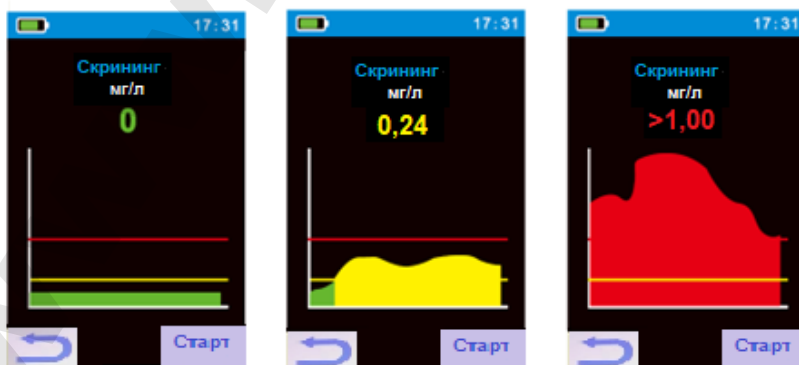 17:31
Скрининг
мг/л
0
Старт
17:31
Скрининг
мг/л
0,24
Старт
17:31
Скрининг
мг/л
>1,00
Старт